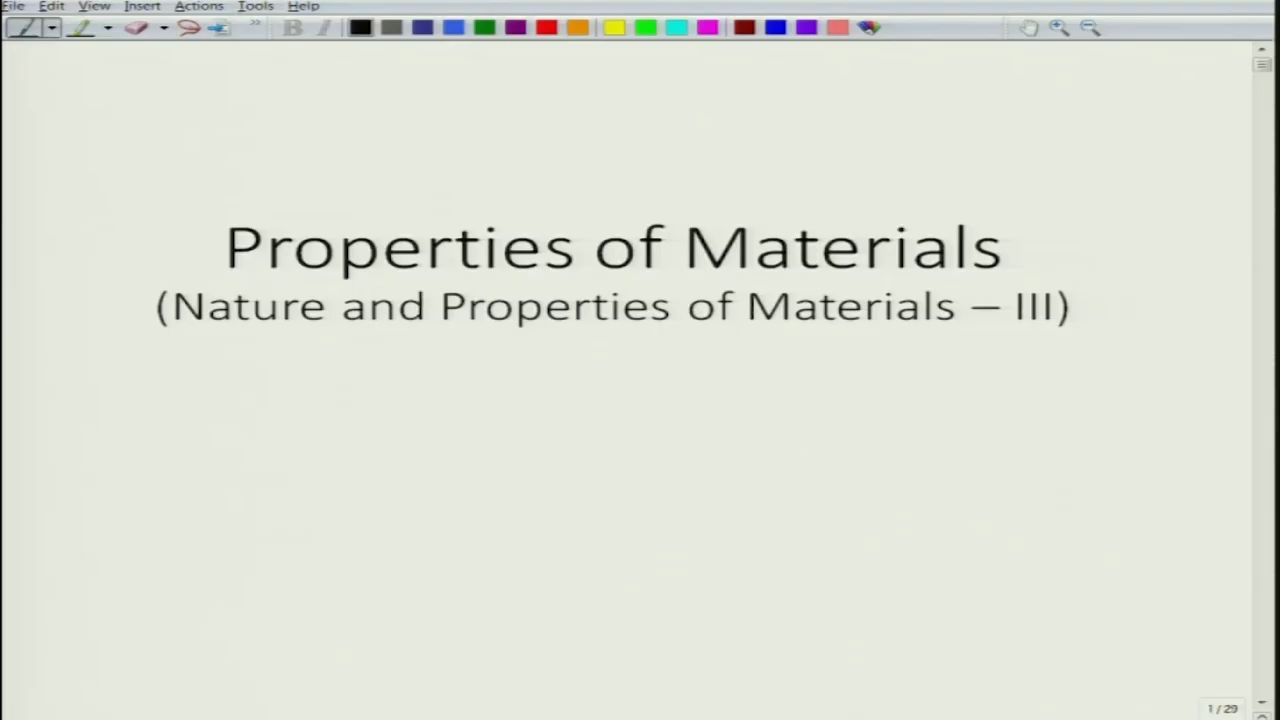 File Edit View Insert Actions Tools Help
B I
Properties of Materials
(Nature and Properties of Materials – III)
1 / 29